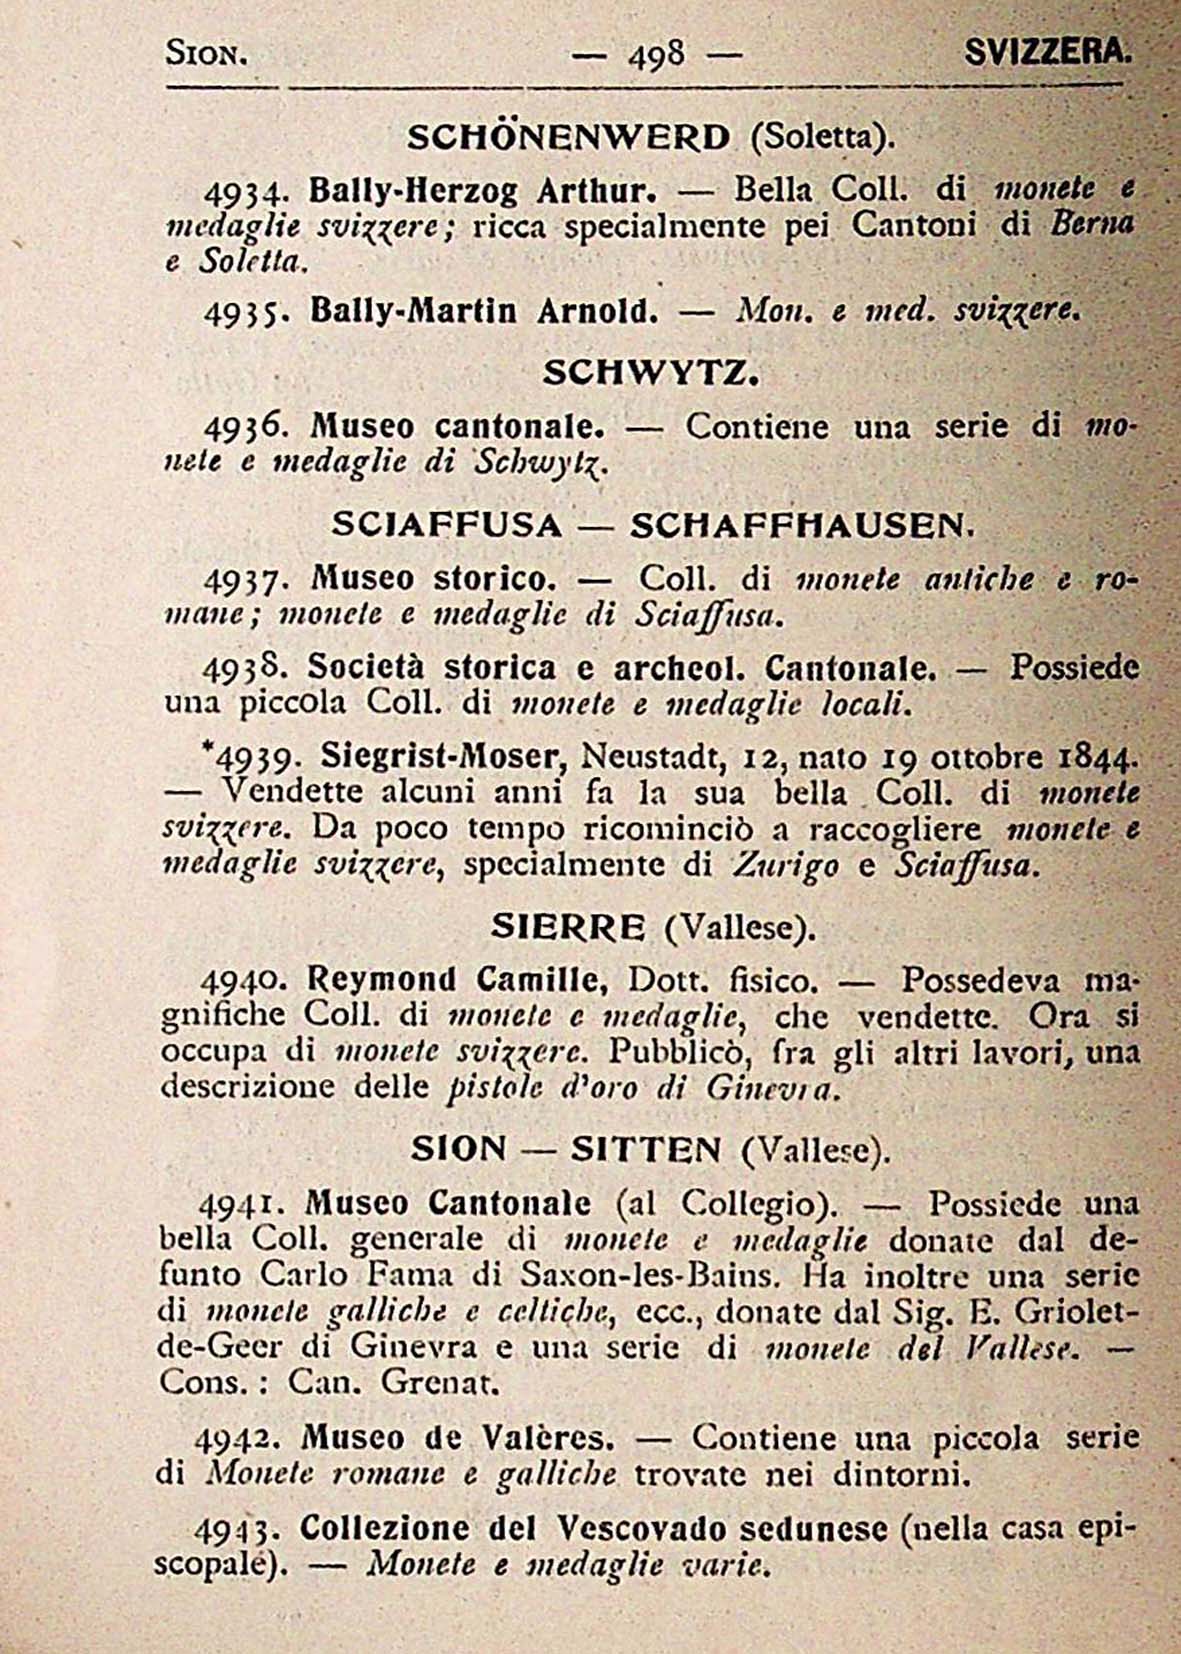 SION. — 498 — SVIZZERA.
SCHÖNENWERD (Soletta).
4934. Bally-Herzog Arthur. — Bella Coll. di monete e
medaglie svizzere; ricca specialmente pei Cantoni di Berna
e Soletta.
4935. Bally-Martin Arnold. — Mon. e med. svizzere.
SCHWYTZ.
4936. Museo cantonale. — Contiene una serie di mo-
nete e medaglie di Schwytz.
SCIAFFUSA — SCHAFFHAUSEN.
4937. Museo storico. — Coll. di monete antiche e ro-
mane; monete e medaglie di Sciaffusa.
4938. Società storica e archeol. Cantonale. — Possiede
una piccola Coll. di monete e medaglie locali.
*4939. Siegrist-Moser, Neustadt, 12, nato 19 ottobre 1844.
— Vendette alcuni anni fa la sua bella Coll. di monete
svizzere. Da poco tempo ricominciò a raccogliere monete e
medaglie svizzere, specialmente di Zurigo e Sciaffusa.
SIERRE (Vallese).
4940. Reymond Camille, Dott. fisico. — Possedeva ma-
gnifiche Coll. di monete e medaglie, che vendette. Ora si
occupa di monete svizzere. Pubblicò, fra gli altri lavori, una
descrizione delle pistole d'oro di Ginevra.
SION — SITTEN (Vallese).
4941. Museo Cantonale (al Collegio). — Possiede una
bella Coll. generale di monete e medaglie donate dal de-
funto Carlo Fama di Saxon-les-Bains. Ha inoltre una serie
di monete galliche e celtiche, ecc., donate dal Sig. E. Griolet-
de-Geer di Ginevra e una serie di monete del Vallese. —
Cons. : Can. Grenat.
4942. Museo de Valères. — Contiene una piccola serie
di Monete romane e galliche trovate nei dintorni.
4943. Collezione del Vescovado sedunese (nella casa epi-
scopale). — Monete e medaglie varie.